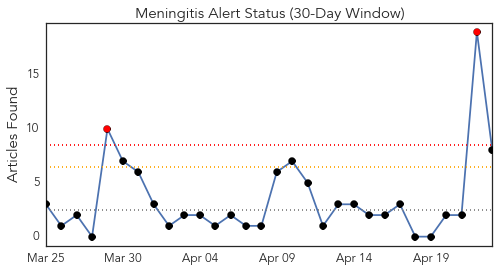 Meningitis Alert Status (30-Day Window)
Articles Found
15
10
5
0
Mar 25 Mar 30 Apr 04 Apr 09 Apr 14 Apr 19